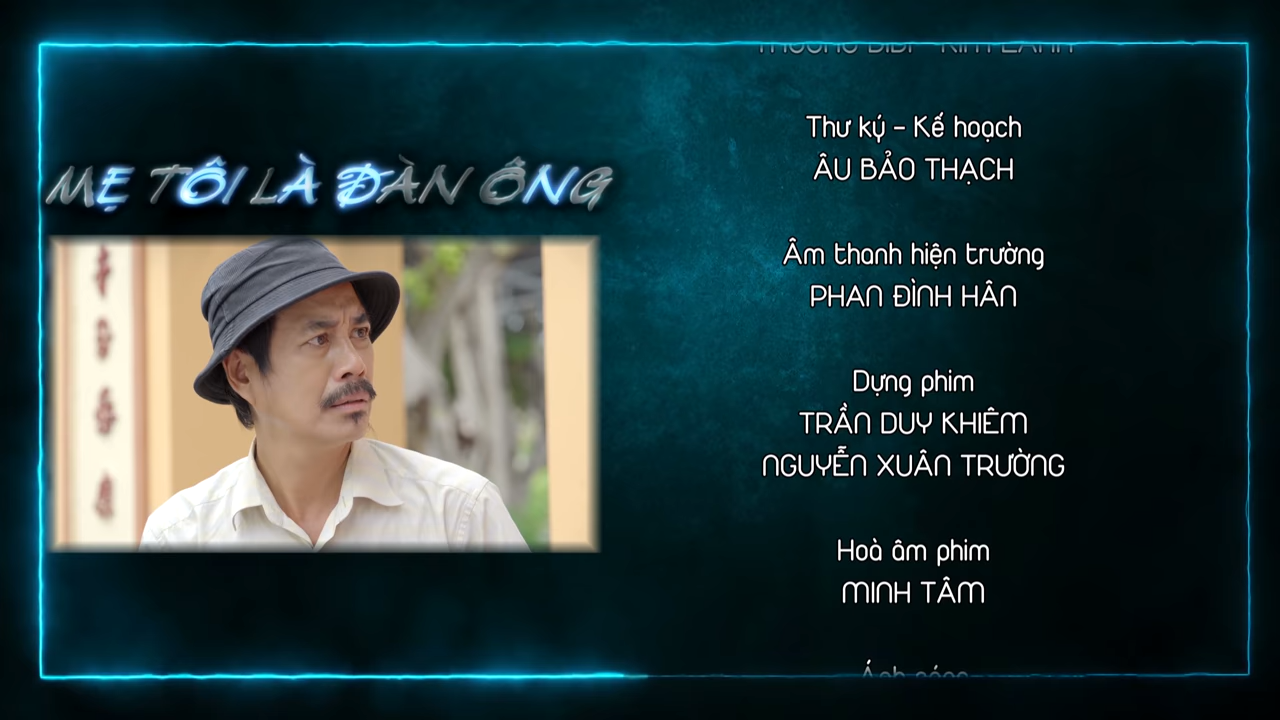 MẸ TÔI LÀ ĐÀN ÔNG
Thư ký - Kế hoạch
ÂU BẢO THẠCH
Âm thanh hiện trường
PHAN ĐÌNH HÂN
Dựng phim
TRẦN DUY KHIÊM
NGUYỄN XUÂN TRƯỜNG
Hoà âm phim
MINH TÂM